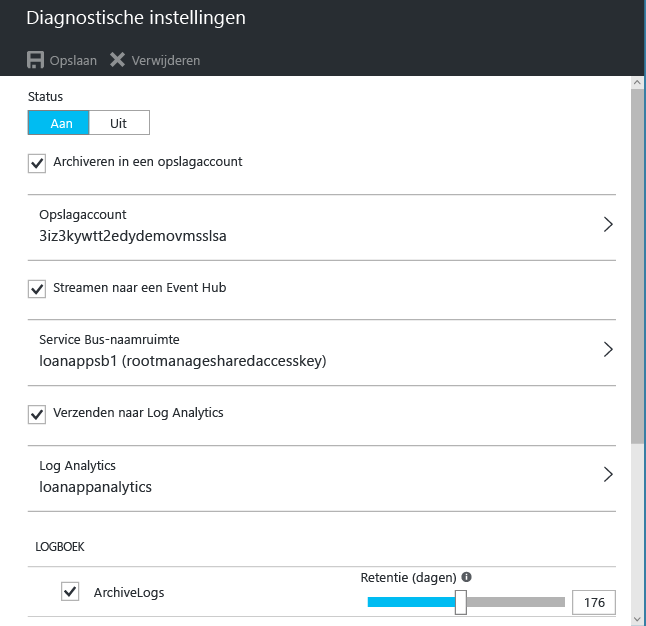 Diagnostische instellingen
Opslaan Verwijderen
Status
Aan Uit
Archiveren in een opslagaccount
Opslagaccount
3iz3kywtt2edydemovmsslsa
Streamen naar een Event Hub
Service Bus-naamruimte
loanappsb1 (rootmanagesharedaccesskey)
Verzenden naar Log Analytics
Log Analytics
loanappanalytics
LOGBOEK
Retentie (dagen)
ArchiveLogs 176